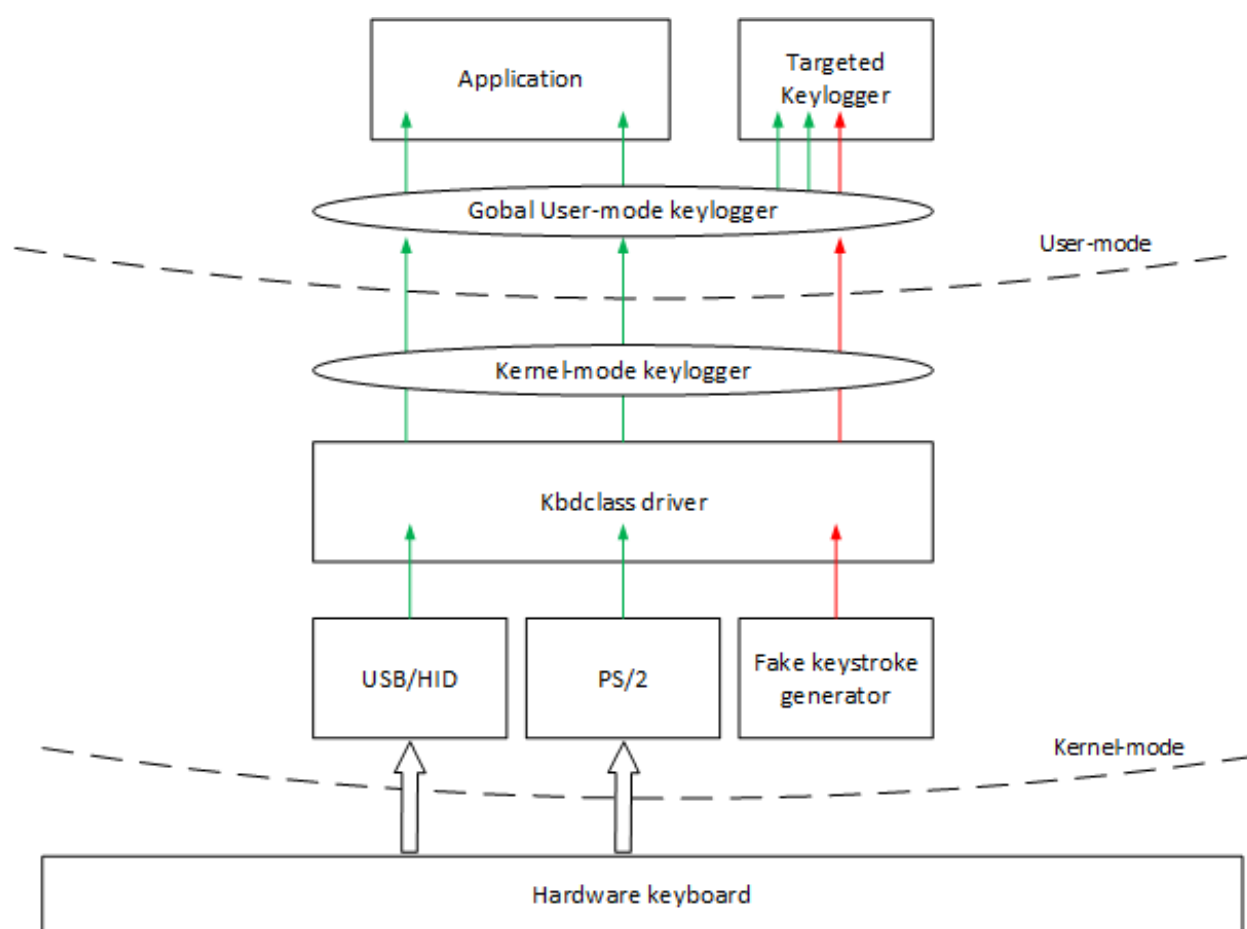 Application
Targeted
Keylogger
Gobal User-mode keylogger
User-mode
Kernel-mode keylogger
Kbdclass driver
USB/HID
PS/2
Fake keystroke
generator
Kernel-mode
Hardware keyboard